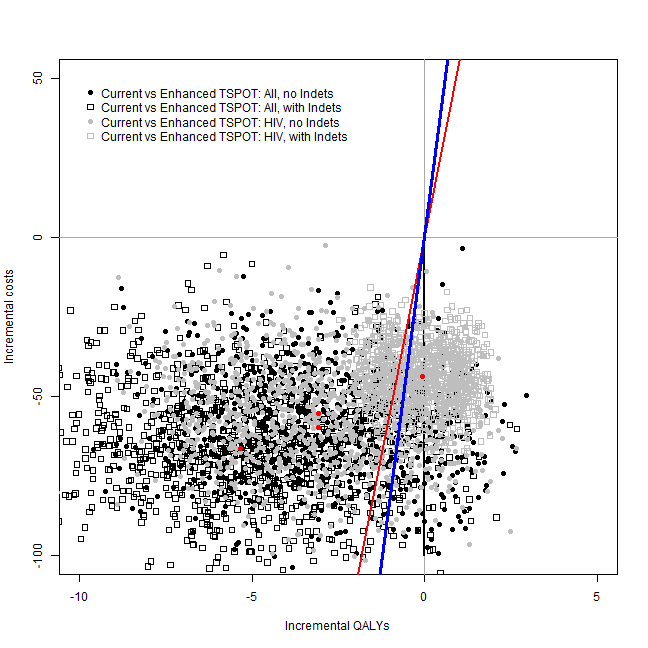 Current vs Enhanced TSPOT: All, no Indets
Current vs Enhanced TSPOT: All, with Indets
Current vs Enhanced TSPOT: HIV, no Indets
Current vs Enhanced TSPOT: HIV, with Indets
50
0
-50
-100
Incremental costs
-10 -5 0 5
Incremental QALYs